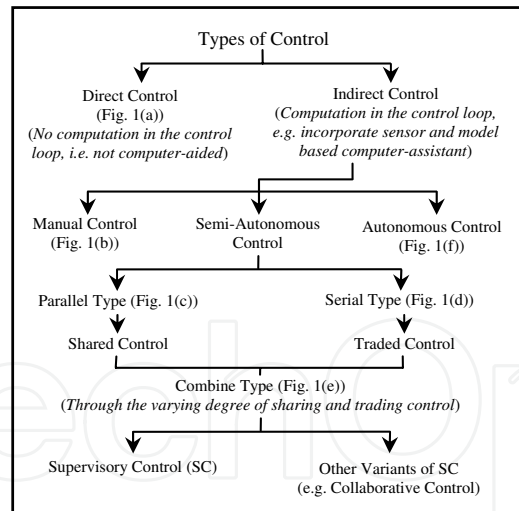 Types of Control
Direct Control
(Fig. 1(a))
(No computation in the control
loop, i.e. not computer-aided)
Indirect Control
(Computation in the control loop,
e.g. incorporate sensor and model
based computer-assistant)
Manual Control
(Fig. 1(b))
Semi-Autonomous
Control
Autonomous Control
(Fig. 1(f))
Parallel Type (Fig. 1(c))
Serial Type (Fig. 1(d))
Shared Control
Traded Control
Combine Type (Fig. 1(e))
(Through the varying degree of sharing and trading control)
Supervisory Control (SC)
Other Variants of SC
(e.g. Collaborative Control)